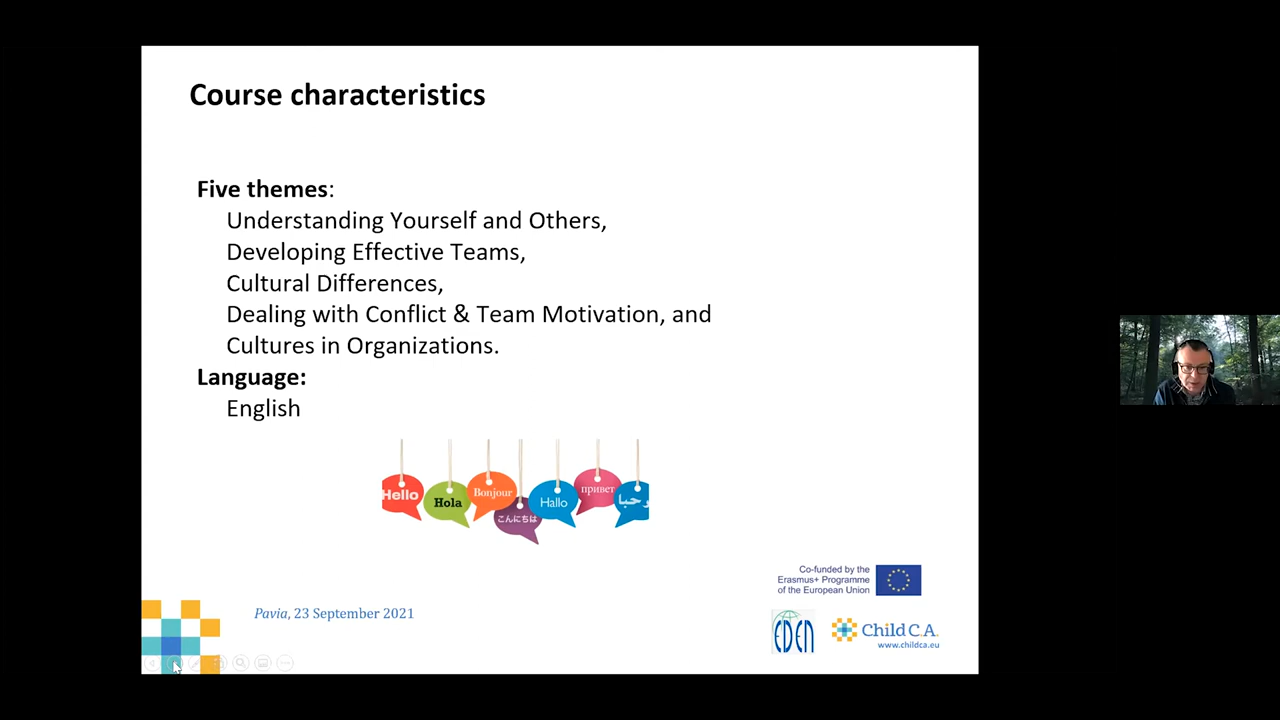 Course characteristics
Five themes:
Understanding Yourself and Others,
Developing Effective Teams,
Cultural Differences,
Dealing with Conflict & Team Motivation, and
Cultures in Organizations.
Language:
English
Hello
Hola
Bonjour
こんにちは
Hallo
привет
رحبا
Co-funded by the
Erasmus+ Programme
of the European Union
Pavia, 23 September 2021
EDEN
Child C.A.
www.childca.eu